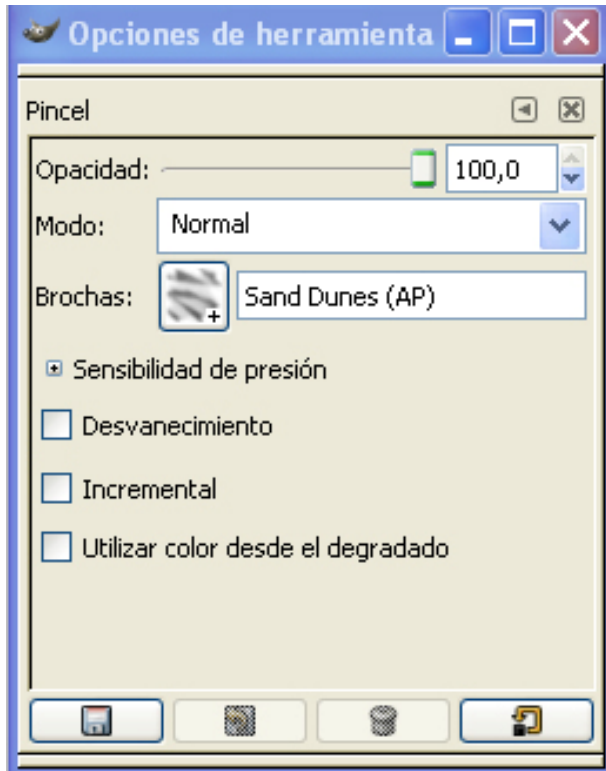 Opciones de herramienta
Pincel
Opacidad: 100,0
Modo: Normal
Brochas: Sand Dunes (AP)
Sensibilidad de presión
Desvanecimiento
Incremental
Utilizar color desde el degradado